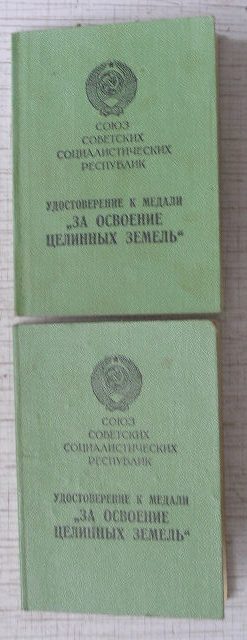 СОЮЗ
СОВЕТСКИХ
СОЦИАЛИСТИЧЕСКИХ
РЕСПУБЛИК
УДОСТОВЕРЕНИЕ К МЕДАЛИ
„ЗА ОСВОЕНИЕ
ЦЕЛИННЫХ ЗЕМЕЛЬ“
СОЮЗ
СОВЕТСКИХ
СОЦИАЛИСТИЧЕСКИХ
РЕСПУБЛИК
УДОСТОВЕРЕНИЕ К МЕДАЛИ
„ЗА ОСВОЕНИЕ
ЦЕЛИННЫХ ЗЕМЕЛЬ“